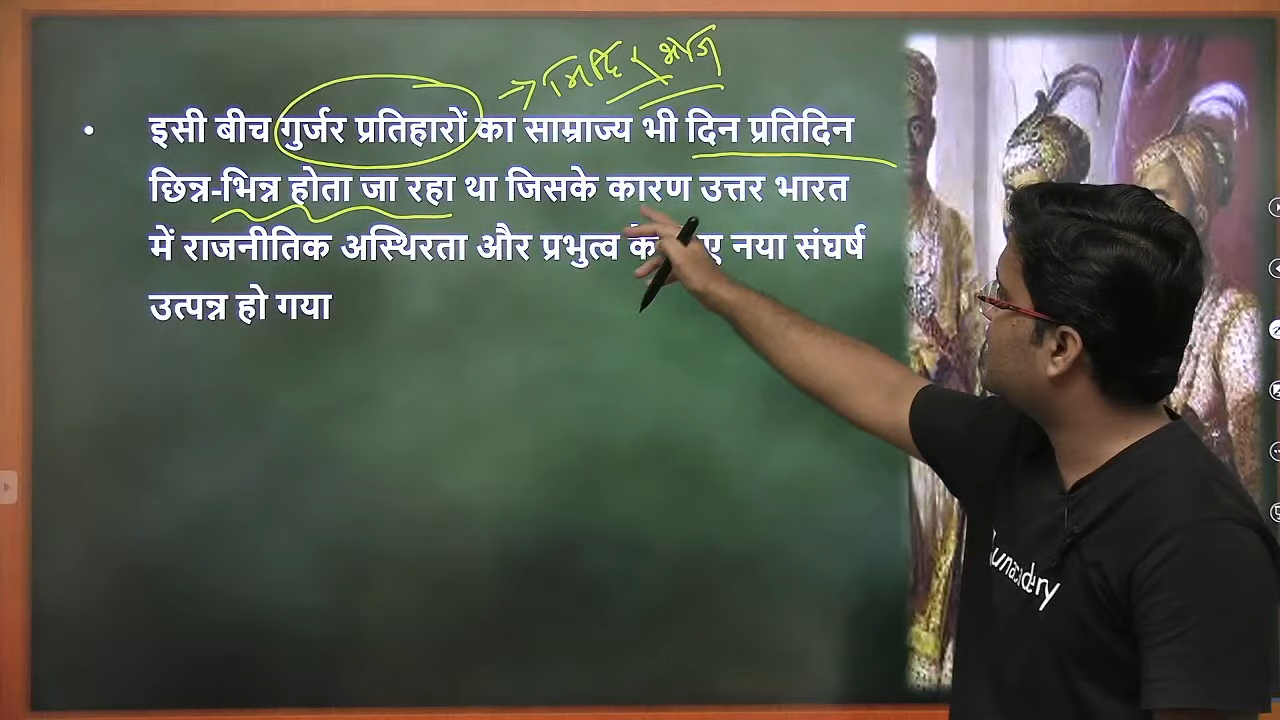 → मिहिर भोज
• इसी बीच गुर्जर प्रतिहारों का साम्राज्य भी दिन प्रतिदिन
छिन्न-भिन्न होता जा रहा था जिसके कारण उत्तर भारत
में राजनीतिक अस्थिरता और प्रभुत्व के नया संघर्ष
उत्पन्न हो गया
unacademy